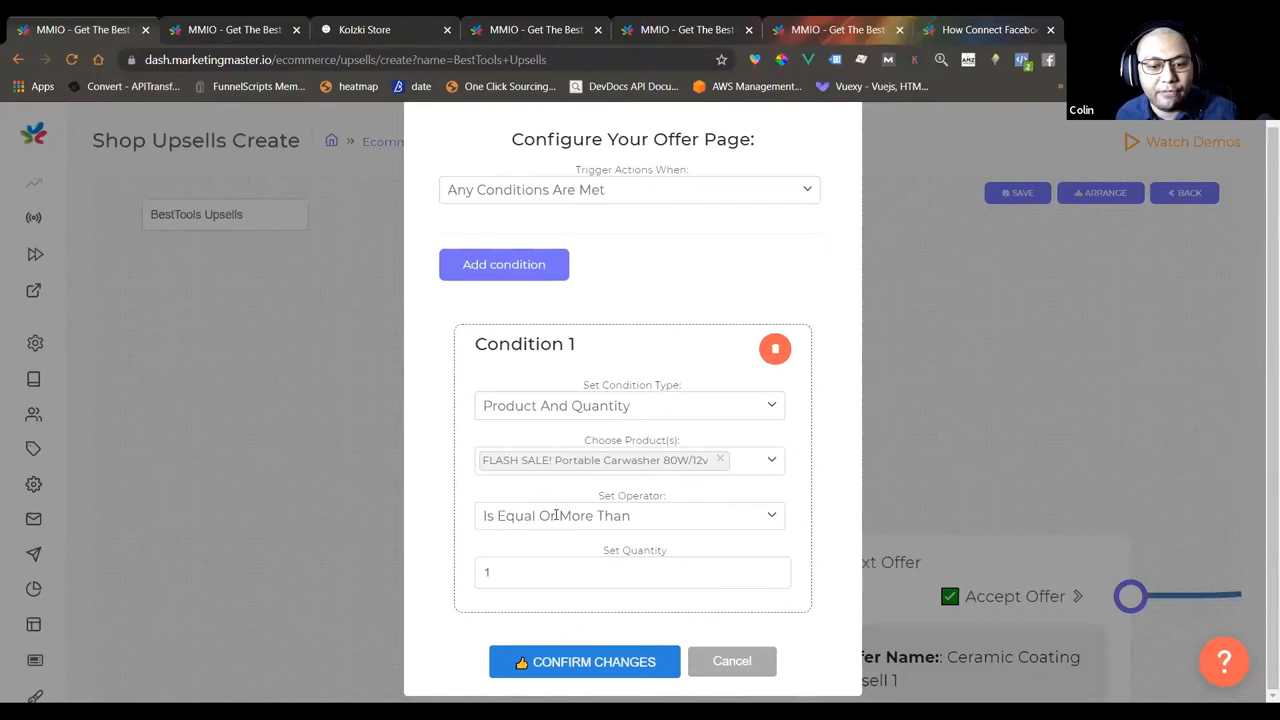 MMIO - Get The Best
MMIO - Get The Best
Kolzki Store
MMIO - Get The Best
MMIO - Get The Best
MMIO - Get The Best
How Connect Facebo
dash.marketingmaster.io/ecommerce/upsells/create?name=BestTools+Upsells
2
Apps
Convert - APITransf...
FunnelScripts Mem...
heatmap
date
One Click Sourcing...
DevDocs API Docu...
AWS Management...
Vuexy - Vuejs, HTM...
»
Colin
Shop Upsells Create
» Ecomm
Watch Demos
BestTools Upsells
SAVE
ARRANGE
< BACK
Configure Your Offer Page:
Trigger Actions When:
Any Conditions Are Met
Add condition
Condition 1
Set Condition Type:
Product And Quantity
Choose Product(s):
FLASH SALE! Portable Carwasher 80W/12v ×
Set Operator:
Is Equal Or More Than
Set Quantity
1
👍 CONFIRM CHANGES
Cancel
xt Offer
✅ Accept Offer »
fer Name: Ceramic Coating
sell 1
?